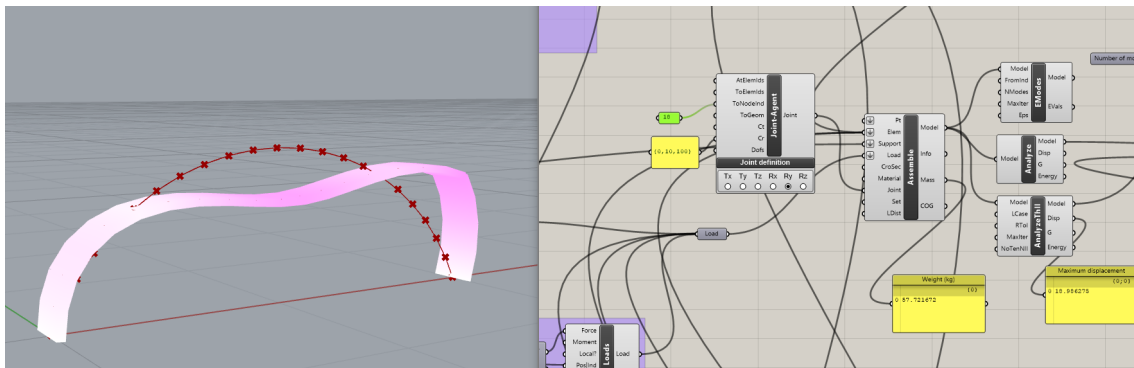 AtElemIds
ToElemIds
ToNodeInd
ToGeom
Ct
Cr
Dofs
Joint-Agent
Joint
Joint definition
Tx Ty Tz Rx Ry Rz
18
{0,10,100}
Pt
Elem
Support
Load
CroSec
Material
Joint
Set
LDist
Assemble
Model
Info
Mass
COG
Model
FromInd
NModes
MaxIter
Eps
EModes
Model
EVals
Number of mo
Model
Analyze
Model
Disp
G
Energy
Model
LCase
RTol
MaxIter
NoTenNII
AnalyzeThII
Model
Disp
G
Energy
Load
Weight (kg)
{0}
0 57.721672
Maximum displacement
{0;0}
0 18.986275
Force
Moment
Local?
Pos|Ind
Loads
Load